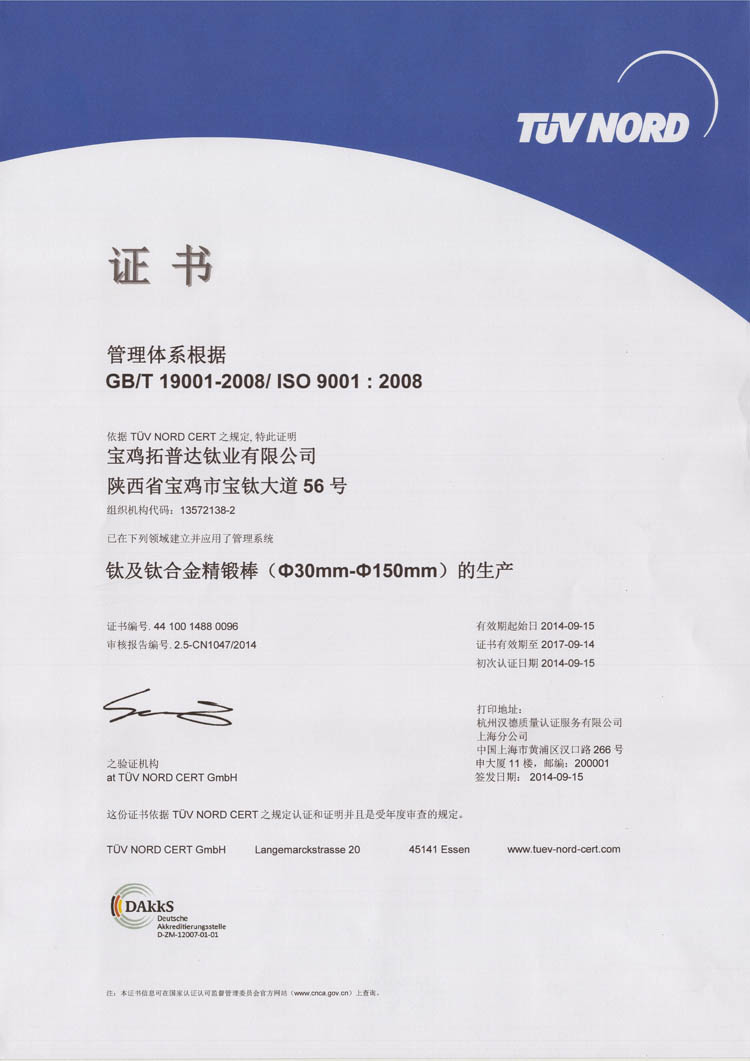 TÜV NORD
证书
管理体系根据
GB/T 19001-2008/ ISO 9001 : 2008
依据 TÜV NORD CERT 之规定, 特此证明
宝鸡拓普达钛业有限公司
陕西省宝鸡市宝钛大道 56 号
组织机构代码：13572138-2
已在下列领域建立并应用了管理系统
钛及钛合金精锻棒（Φ30mm-Φ150mm）的生产
证书编号. 44 100 1488 0096
审核报告编号. 2.5-CN1047/2014
有效期起始日 2014-09-15
证书有效期至 2017-09-14
初次认证日期 2014-09-15
之验证机构
at TÜV NORD CERT GmbH
打印地址：
杭州汉德质量认证服务有限公司
上海分公司
中国上海市黄浦区汉口路 266 号
申大厦 11 楼，邮编：200001
签发日期： 2014-09-15
这份证书依据 TÜV NORD CERT 之规定认证和证明并且是受年度审查的规定。
TÜV NORD CERT GmbH Langemarckstrasse 20 45141 Essen www.tuev-nord-cert.com
DAkkS
Deutsche
Akkreditierungsstelle
D-ZM-12007-01-01
注：本证书信息可在国家认证认可监督管理委员会官方网站（www.cnca.gov.cn）上查询。